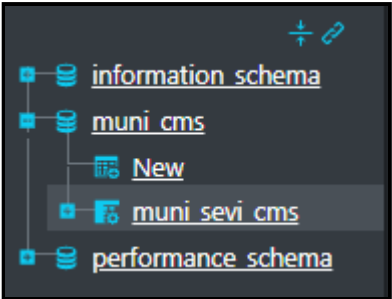 information_schema
muni_cms
New
muni_sevi_cms
performance_schema